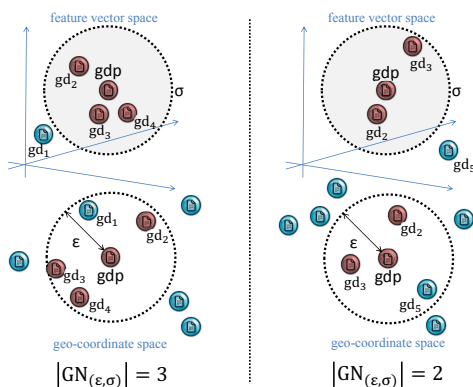 feature vector space
gd₂
gdp
σ
gd₃
gd₄
gd₁
gd₁
gd₂
ε
gdp
gd₃
gd₄
geo-coordinate space
|GN₍ε,σ₎| = 3
feature vector space
gd₃
gdp
σ
gd₂
gd₅
gd₂
ε
gdp
gd₃
gd₅
geo-coordinate space
|GN₍ε,σ₎| = 2